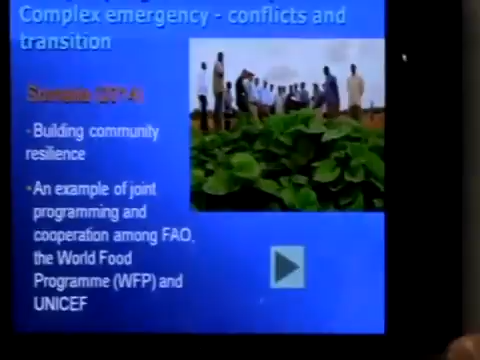 Complex emergency - conflicts and
transition
- Building community
resilience
• An example of joint
programming and
cooperation among FAO,
the World Food
Programme (WFP) and
UNICEF